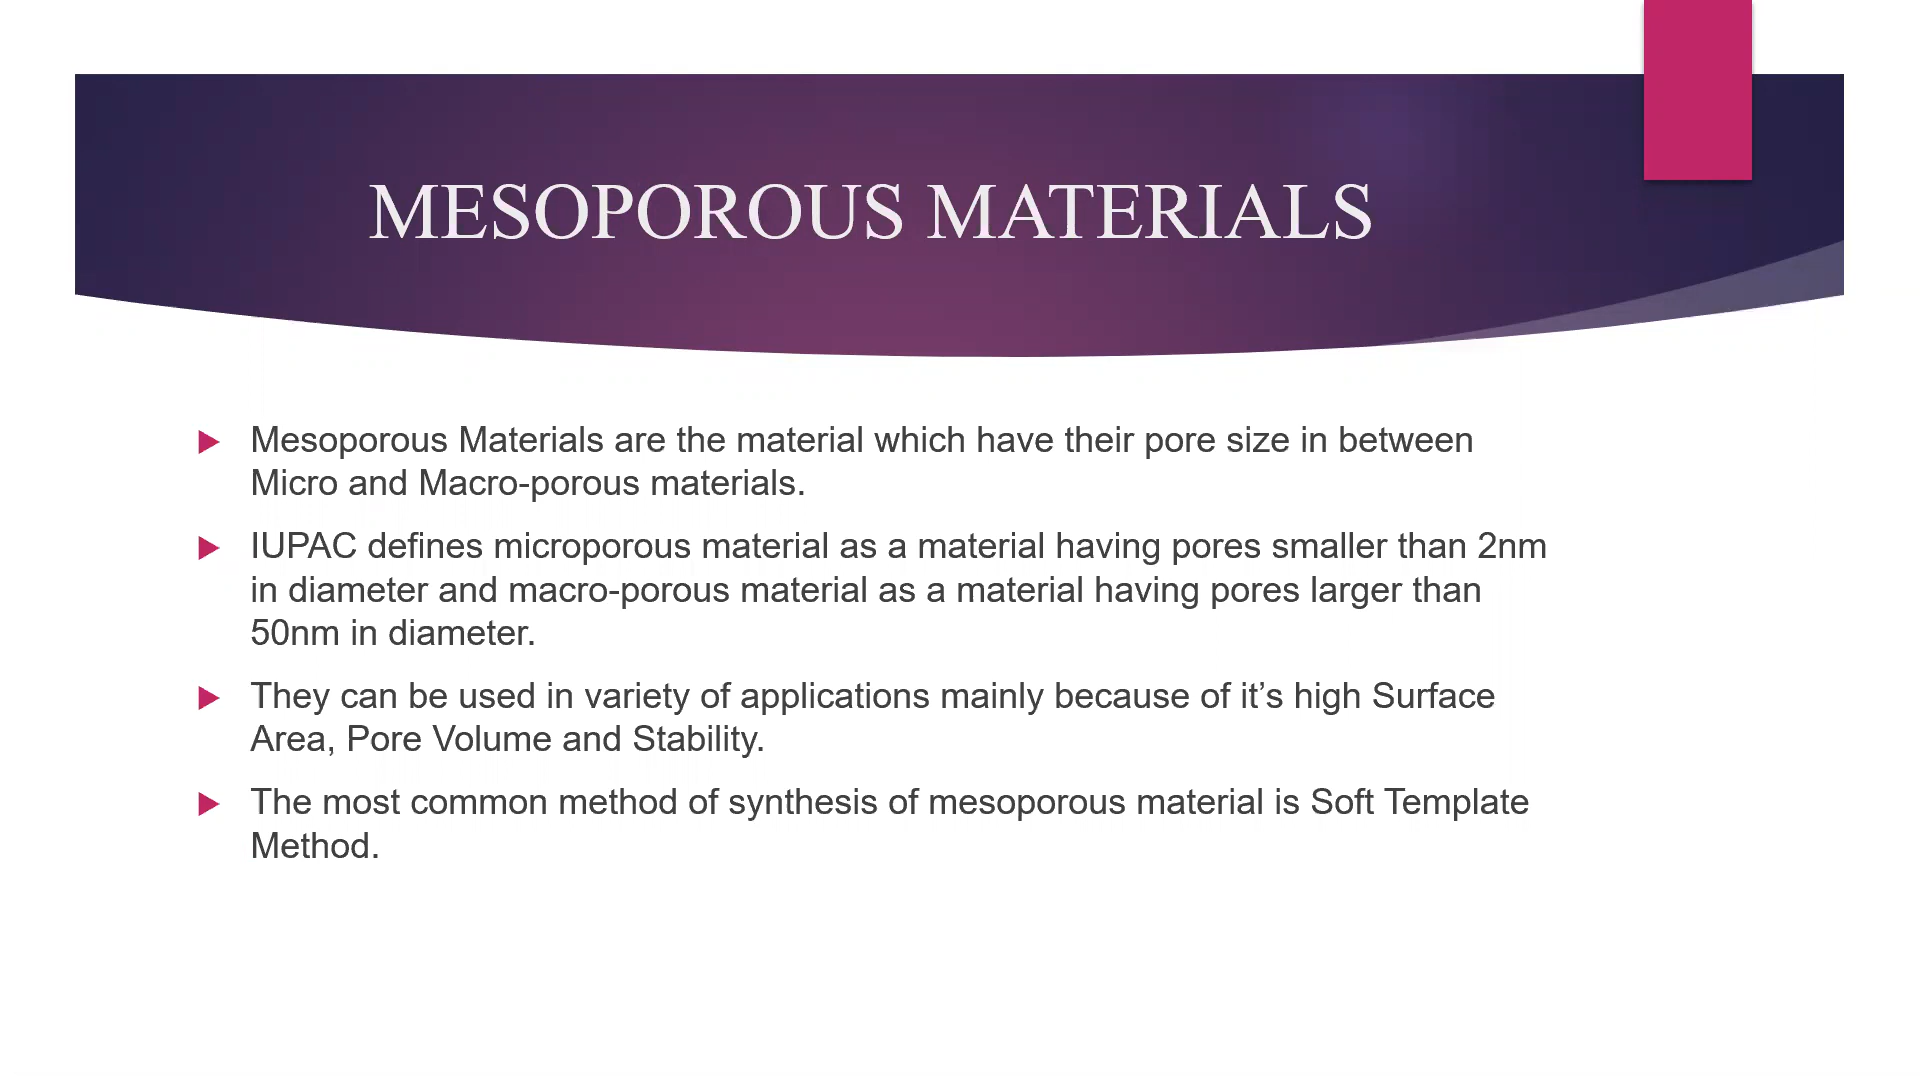 MESOPOROUS MATERIALS
Mesoporous Materials are the material which have their pore size in between
Micro and Macro-porous materials.
IUPAC defines microporous material as a material having pores smaller than 2nm
in diameter and macro-porous material as a material having pores larger than
50nm in diameter.
They can be used in variety of applications mainly because of it’s high Surface
Area, Pore Volume and Stability.
The most common method of synthesis of mesoporous material is Soft Template
Method.